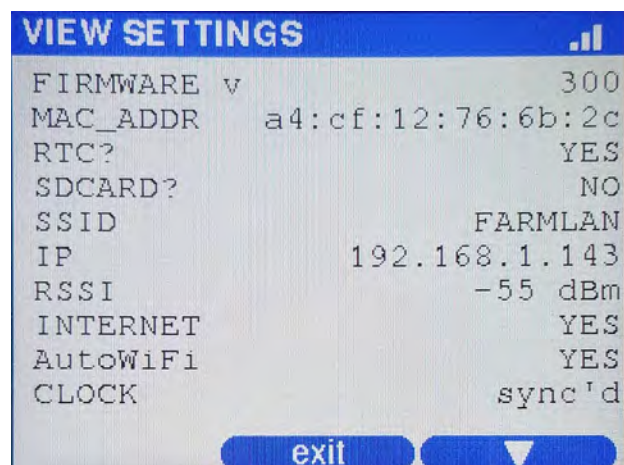 VIEW SETTINGS
FIRMWARE v 300
MAC_ADDR a4:cf:12:76:6b:2c
RTC? YES
SDCARD? NO
SSID FARMLAN
IP 192.168.1.143
RSSI -55 dBm
INTERNET YES
AutoWiFi YES
CLOCK sync'd
exit ▼